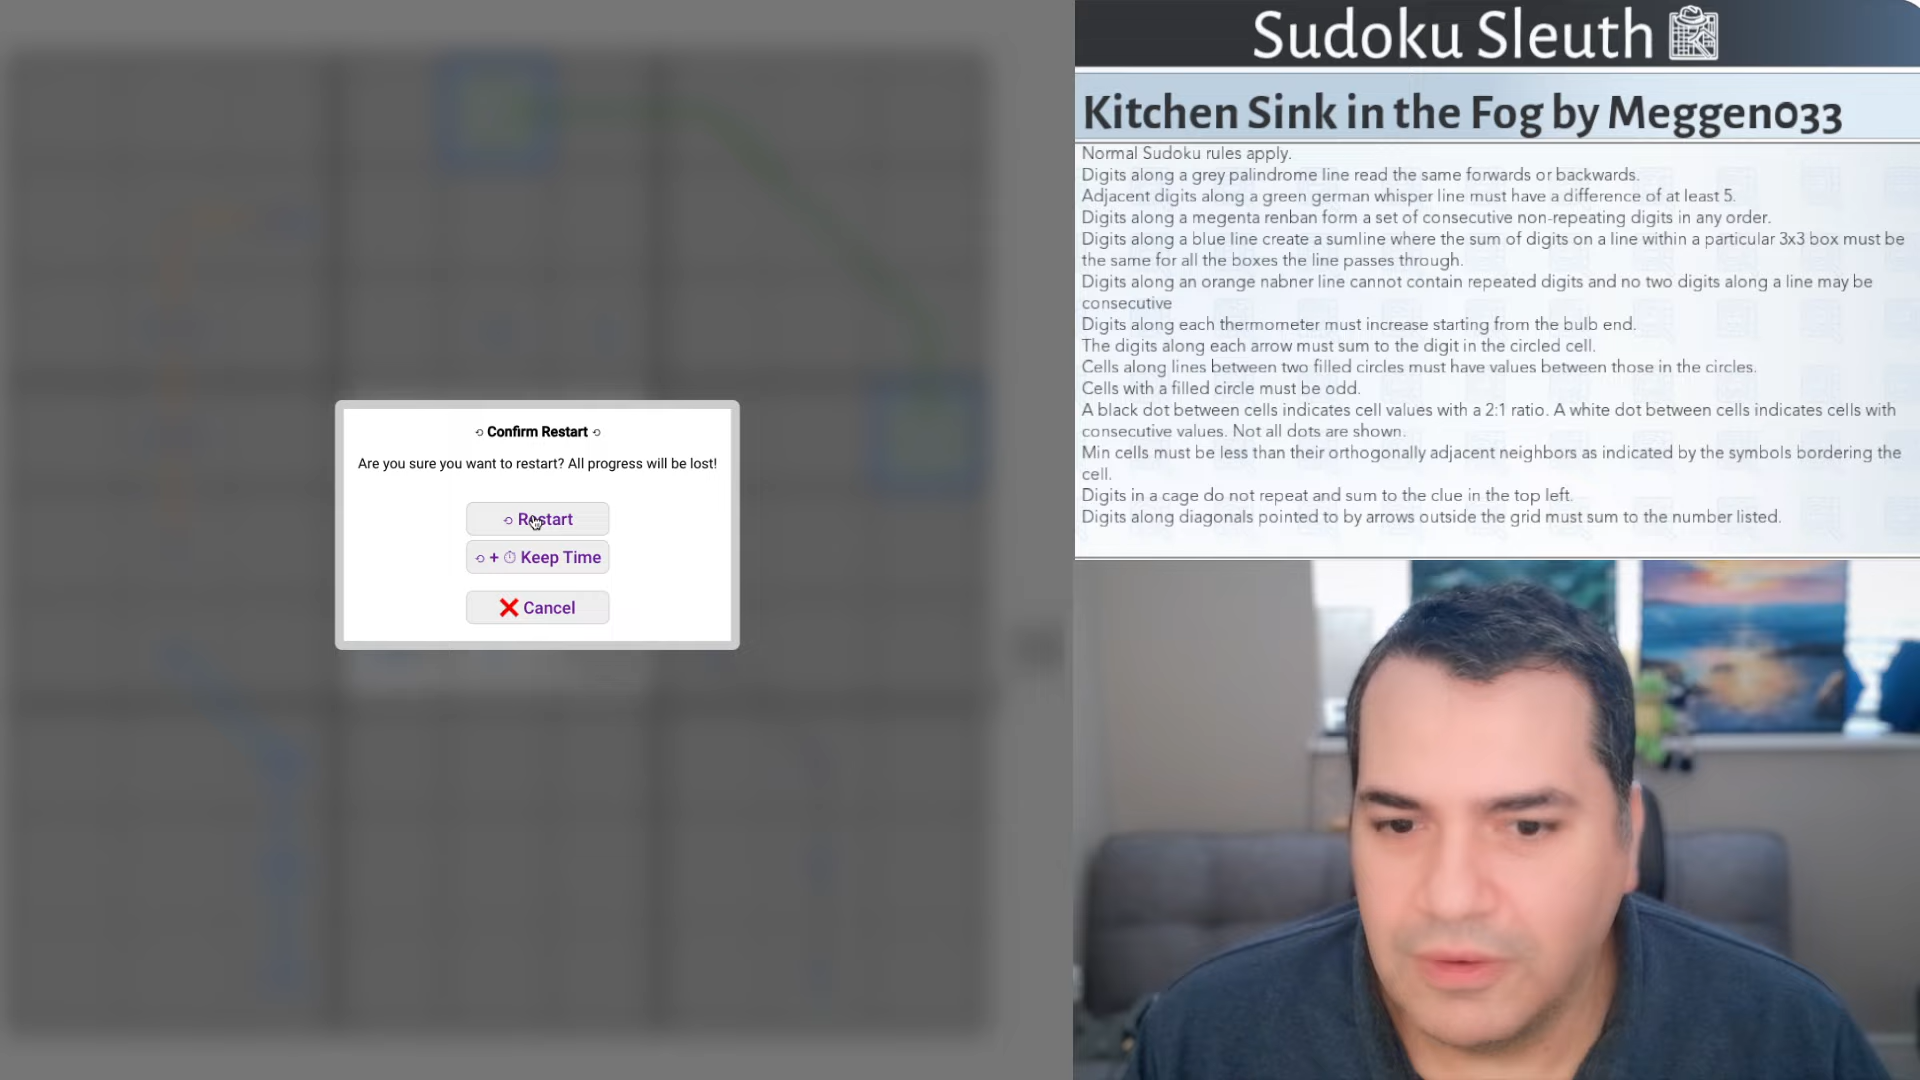 Sudoku Sleuth
Kitchen Sink in the Fog by Meggen033
Normal Sudoku rules apply.
Digits along a grey palindrome line read the same forwards or backwards.
Adjacent digits along a green german whisper line must have a difference of at least 5.
Digits along a megenta renban form a set of consecutive non-repeating digits in any order.
Digits along a blue line create a sumline where the sum of digits on a line within a particular 3x3 box must be
the same for all the boxes the line passes through.
Digits along an orange nabner line cannot contain repeated digits and no two digits along a line may be
consecutive
Digits along each thermometer must increase starting from the bulb end.
The digits along each arrow must sum to the digit in the circled cell.
Cells along lines between two filled circles must have values between those in the circles.
Cells with a filled circle must be odd.
A black dot between cells indicates cell values with a 2:1 ratio. A white dot between cells indicates cells with
consecutive values. Not all dots are shown.
Min cells must be less than their orthogonally adjacent neighbors as indicated by the symbols bordering the
cell.
Digits in a cage do not repeat and sum to the clue in the top left.
Digits along diagonals pointed to by arrows outside the grid must sum to the number listed.
Confirm Restart
Are you sure you want to restart? All progress will be lost!
Restart
+ Keep Time
Cancel